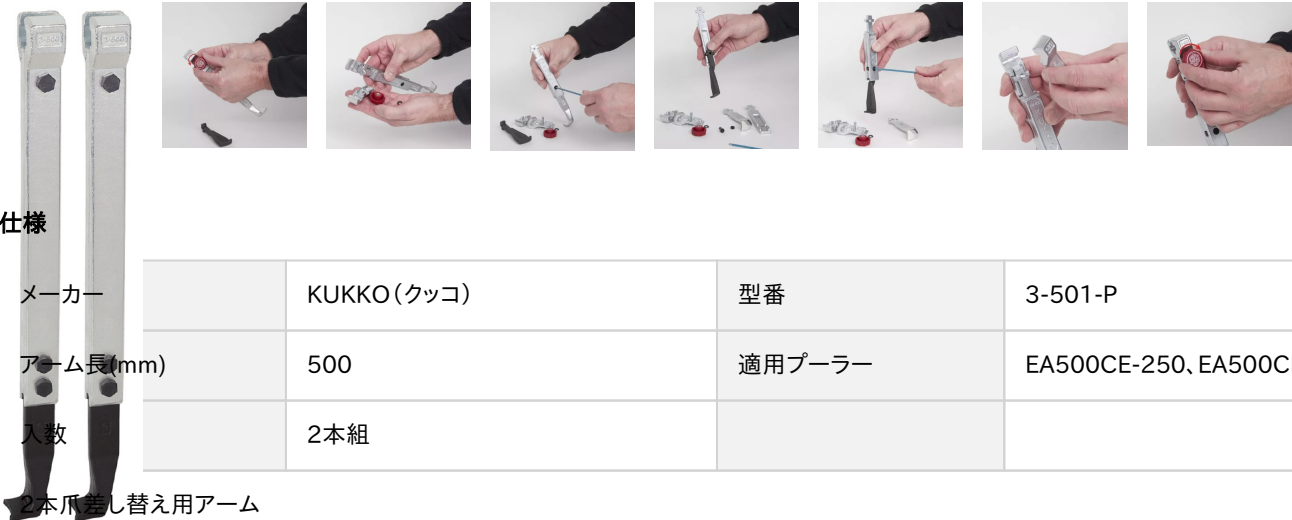 仕様
メーカー KUKKO（クッコ） 型番 3-501-P
アーム長(mm) 500 適用プーラー EA500CE-250、EA500C
入数 2本組
2本爪差し替え用アーム